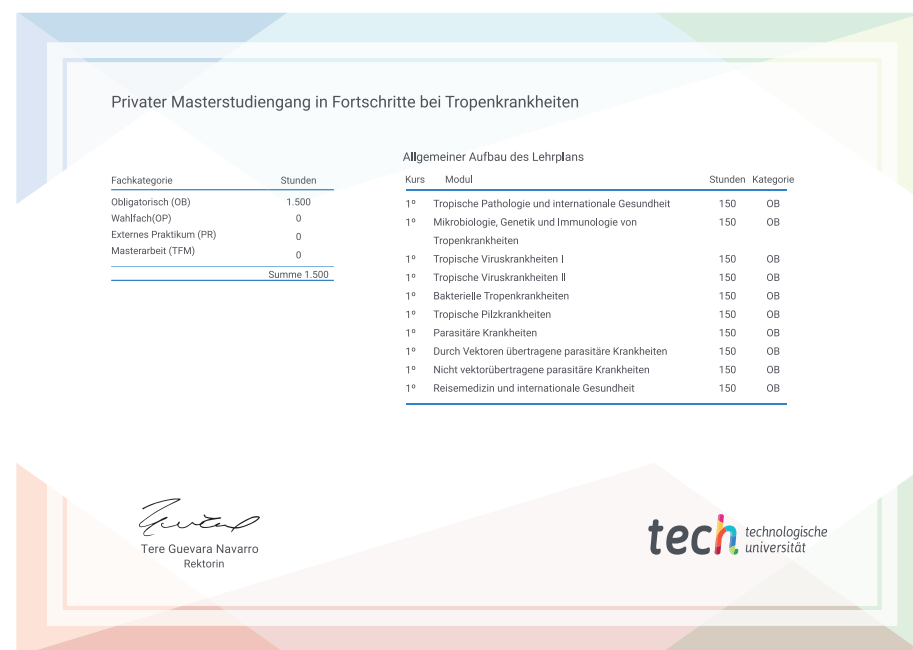 Privater Masterstudiengang in Fortschritte bei Tropenkrankheiten
Fachkategorie Stunden
Obligatorisch (OB) 1.500
Wahlfach(OP) 0
Externes Praktikum (PR) 0
Masterarbeit (TFM) 0
Summe 1.500
Allgemeiner Aufbau des Lehrplans
Kurs Modul Stunden Kategorie
1º Tropische Pathologie und internationale Gesundheit 150 OB
1º Mikrobiologie, Genetik und Immunologie von 150 OB
Tropenkrankheiten
1º Tropische Viruskrankheiten I 150 OB
1º Tropische Viruskrankheiten II 150 OB
1º Bakterielle Tropenkrankheiten 150 OB
1º Tropische Pilzkrankheiten 150 OB
1º Parasitäre Krankheiten 150 OB
1º Durch Vektoren übertragene parasitäre Krankheiten 150 OB
1º Nicht vektorübertragene parasitäre Krankheiten 150 OB
1º Reisemedizin und internationale Gesundheit 150 OB
Tere Guevara Navarro
Rektorin
tech technologische
universität